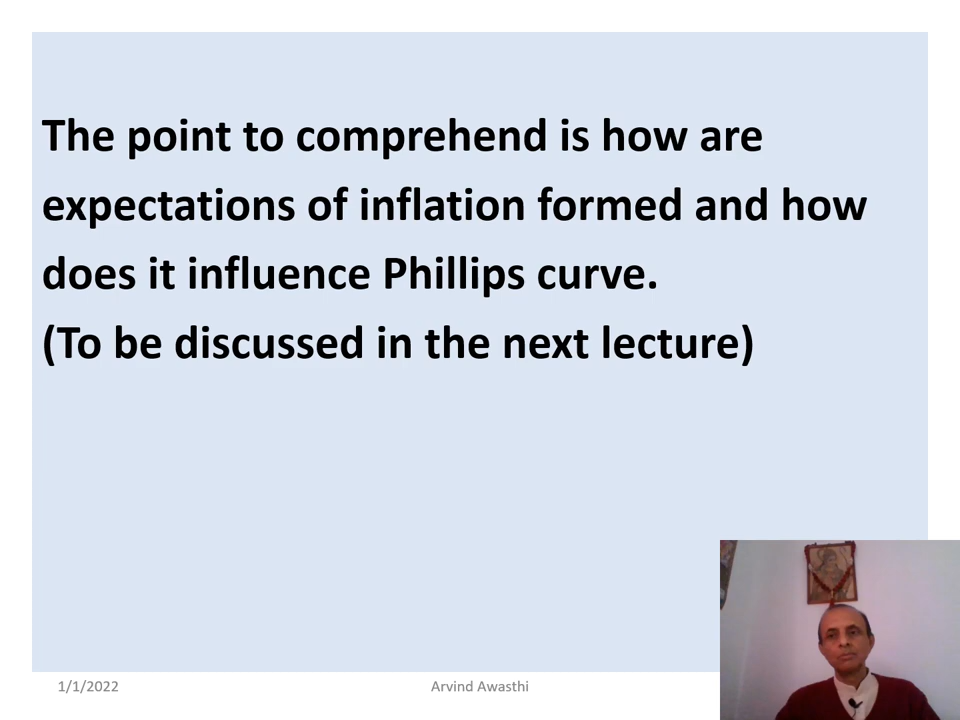 The point to comprehend is how are
expectations of inflation formed and how
does it influence Phillips curve.
(To be discussed in the next lecture)
1/1/2022
Arvind Awasthi